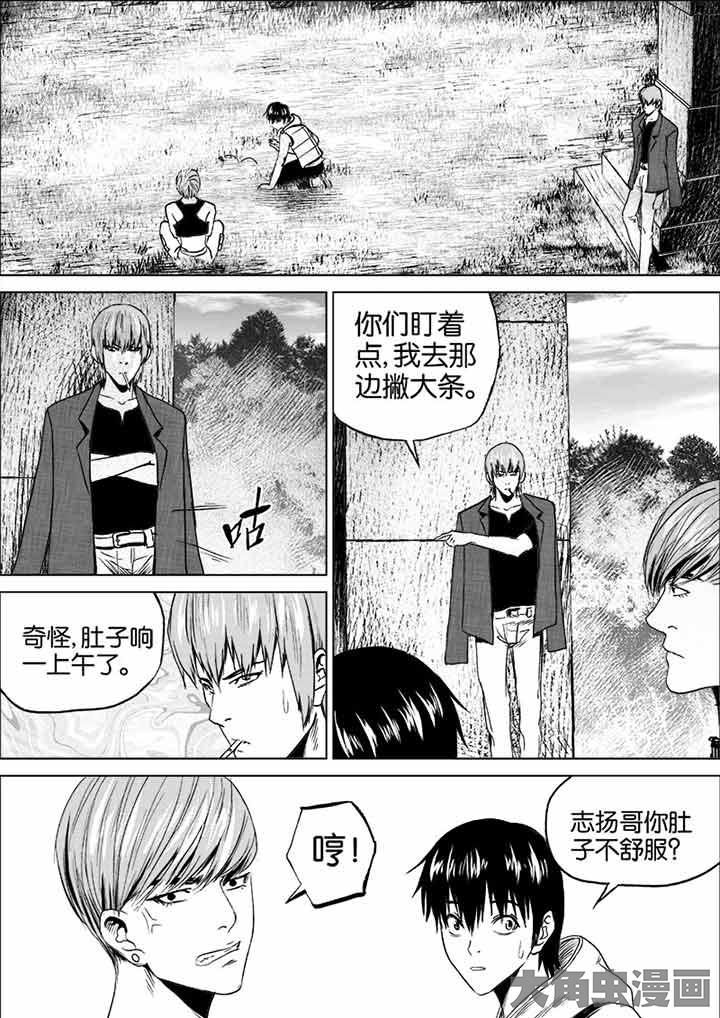 咕
奇怪,肚子响
一上午了。
你们盯着
点,我去那
边撇大条。
哼!
志扬哥你肚
子不舒服?
大角虫漫画